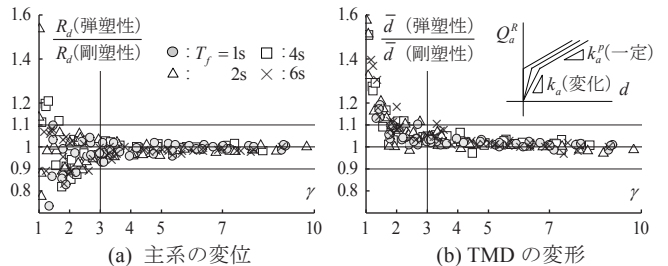 1.6
1.4
1.2
1.1
1
0.9
0.8
R_d(弾塑性)
R_d(剛塑性)
: T_f = 1s □: 4s
△: 2s ×: 6s
γ
1 2 3 4 5 7 10
(a) 主系の変位
1.6
1.4
1.2
1.1
1
0.9
0.8
d̅ (弾塑性)
d̅ (剛塑性)
Q_a^R
k_a^p(一定)
k_a(変化) d
γ
1 2 3 4 5 7 10
(b) TMD の変形